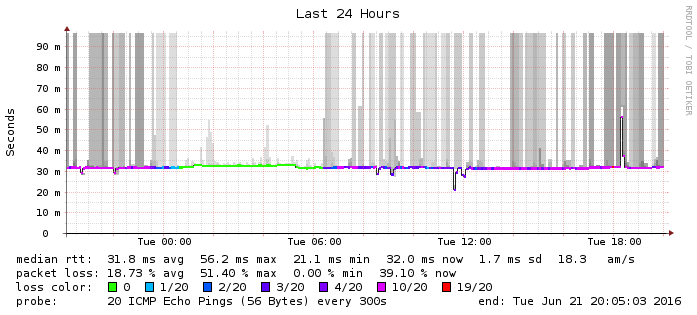 Last 24 Hours
RRDTOOL / TOBI OETIKER
Seconds
90 m
80 m
70 m
60 m
50 m
40 m
30 m
20 m
10 m
0
Tue 00:00 Tue 06:00 Tue 12:00 Tue 18:00
median rtt: 31.8 ms avg 56.2 ms max 21.1 ms min 32.0 ms now 1.7 ms sd 18.3 am/s
packet loss: 18.73 % avg 51.40 % max 0.00 % min 39.10 % now
loss color: 0 1/20 2/20 3/20 4/20 10/20 19/20
probe: 20 ICMP Echo Pings (56 Bytes) every 300s end: Tue Jun 21 20:05:03 2016